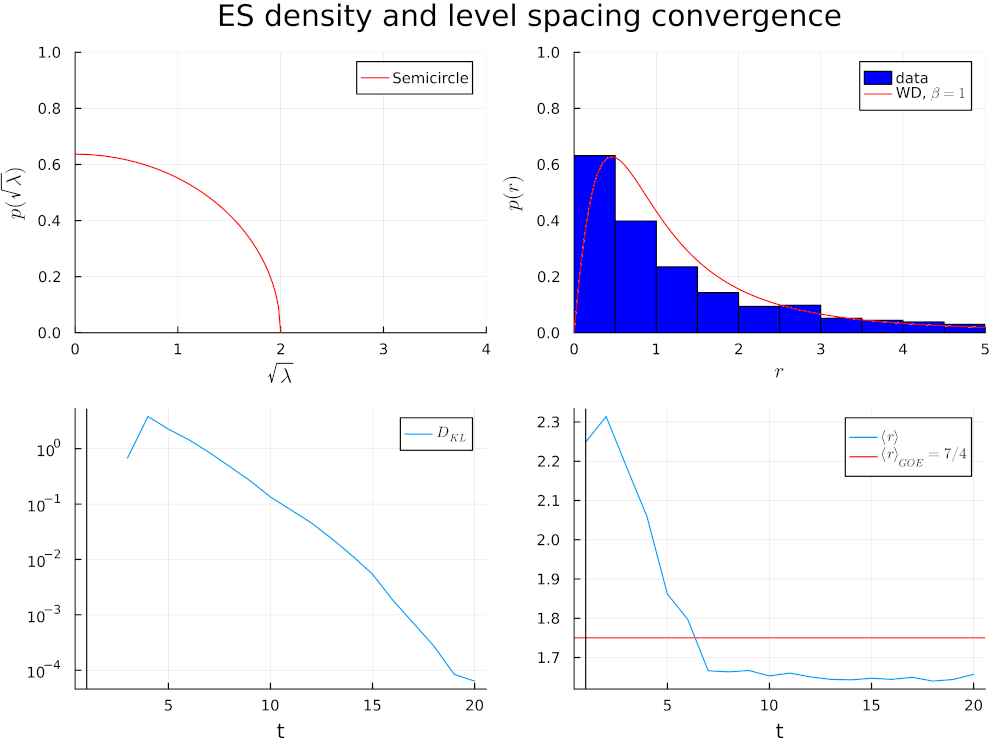 ES density and level spacing convergence
1.0
0.8
0.6
0.4
0.2
0.0
p(√λ)
Semicircle
0 1 2 3 4
√λ
1.0
0.8
0.6
0.4
0.2
0.0
p(r)
data
WD, β = 1
0 1 2 3 4 5
r
10⁰
10⁻¹
10⁻²
10⁻³
10⁻⁴
D_{KL}
5 10 15 20
t
2.3
2.2
2.1
2.0
1.9
1.8
1.7
⟨r⟩
⟨r⟩_{GOE} = 7/4
5 10 15 20
t